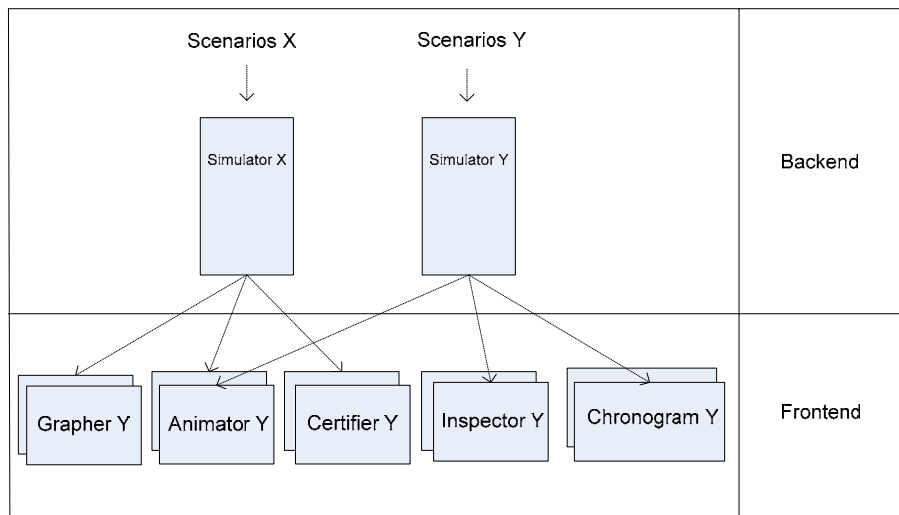 Scenarios X
Scenarios Y
Simulator X
Simulator Y
Backend
Grapher Y
Animator Y
Certifier Y
Inspector Y
Chronogram Y
Frontend